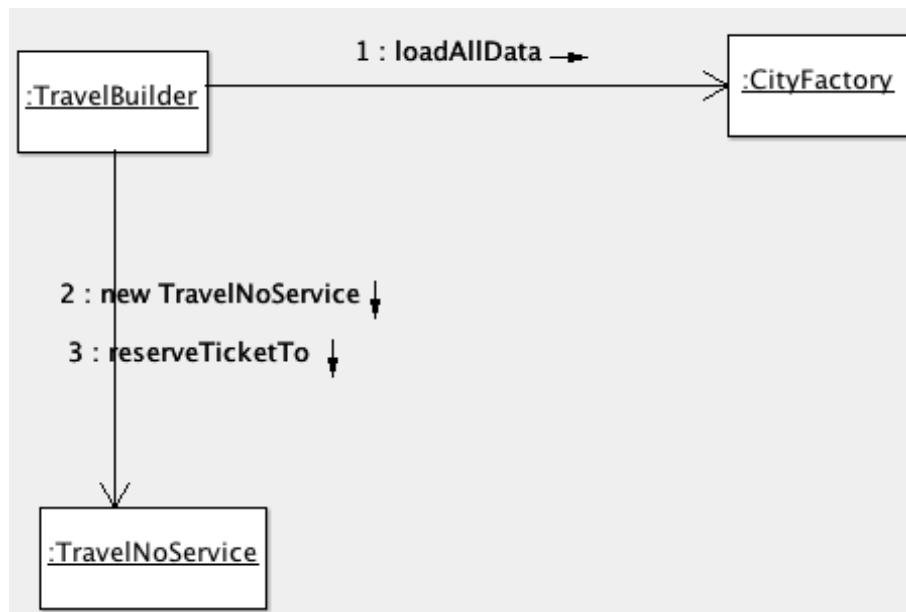 1 : loadAllData
:TravelBuilder
:CityFactory
2 : new TravelNoService
3 : reserveTicketTo
:TravelNoService